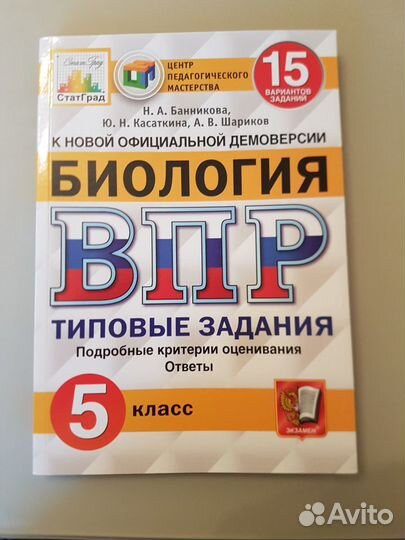 СтатГрад
ЦЕНТР
ПЕДАГОГИЧЕСКОГО
МАСТЕРСТВА
15
ВАРИАНТОВ
ЗАДАНИЙ
Н. А. Банникова,
Ю. Н. Касаткина, А. В. Шариков
К НОВОЙ ОФИЦИАЛЬНОЙ ДЕМОВЕРСИИ
БИОЛОГИЯ
ВПР
ТИПОВЫЕ ЗАДАНИЯ
Подробные критерии оценивания
Ответы
5 класс
ЭКЗАМЕН
Avito